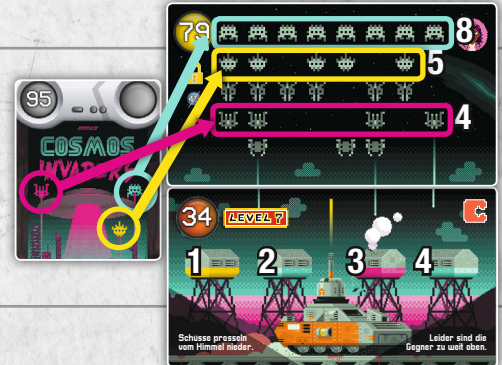 79
8
5
4
95
COSMOS
INVADERS
34
LEVEL 7
1
2
3
4
Schüsse prasseln
vom Himmel nieder.
Leider sind die
Gegner zu weit oben.